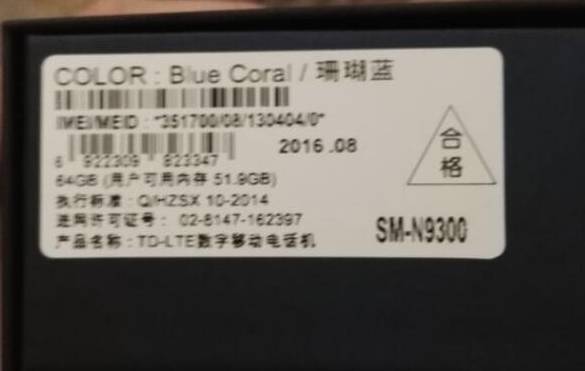 COLOR : Blue Coral / 珊瑚蓝
IMEI/MEID : *351700/08/130404/0*
6 922309 823347
2016.08
合格
64GB (用户可用内存 51.9GB)
执行标准 : Q/HZSX 10-2014
进网许可证号 : 02-8147-162397
产品名称 : TD-LTE数字移动电话机
SM-N9300